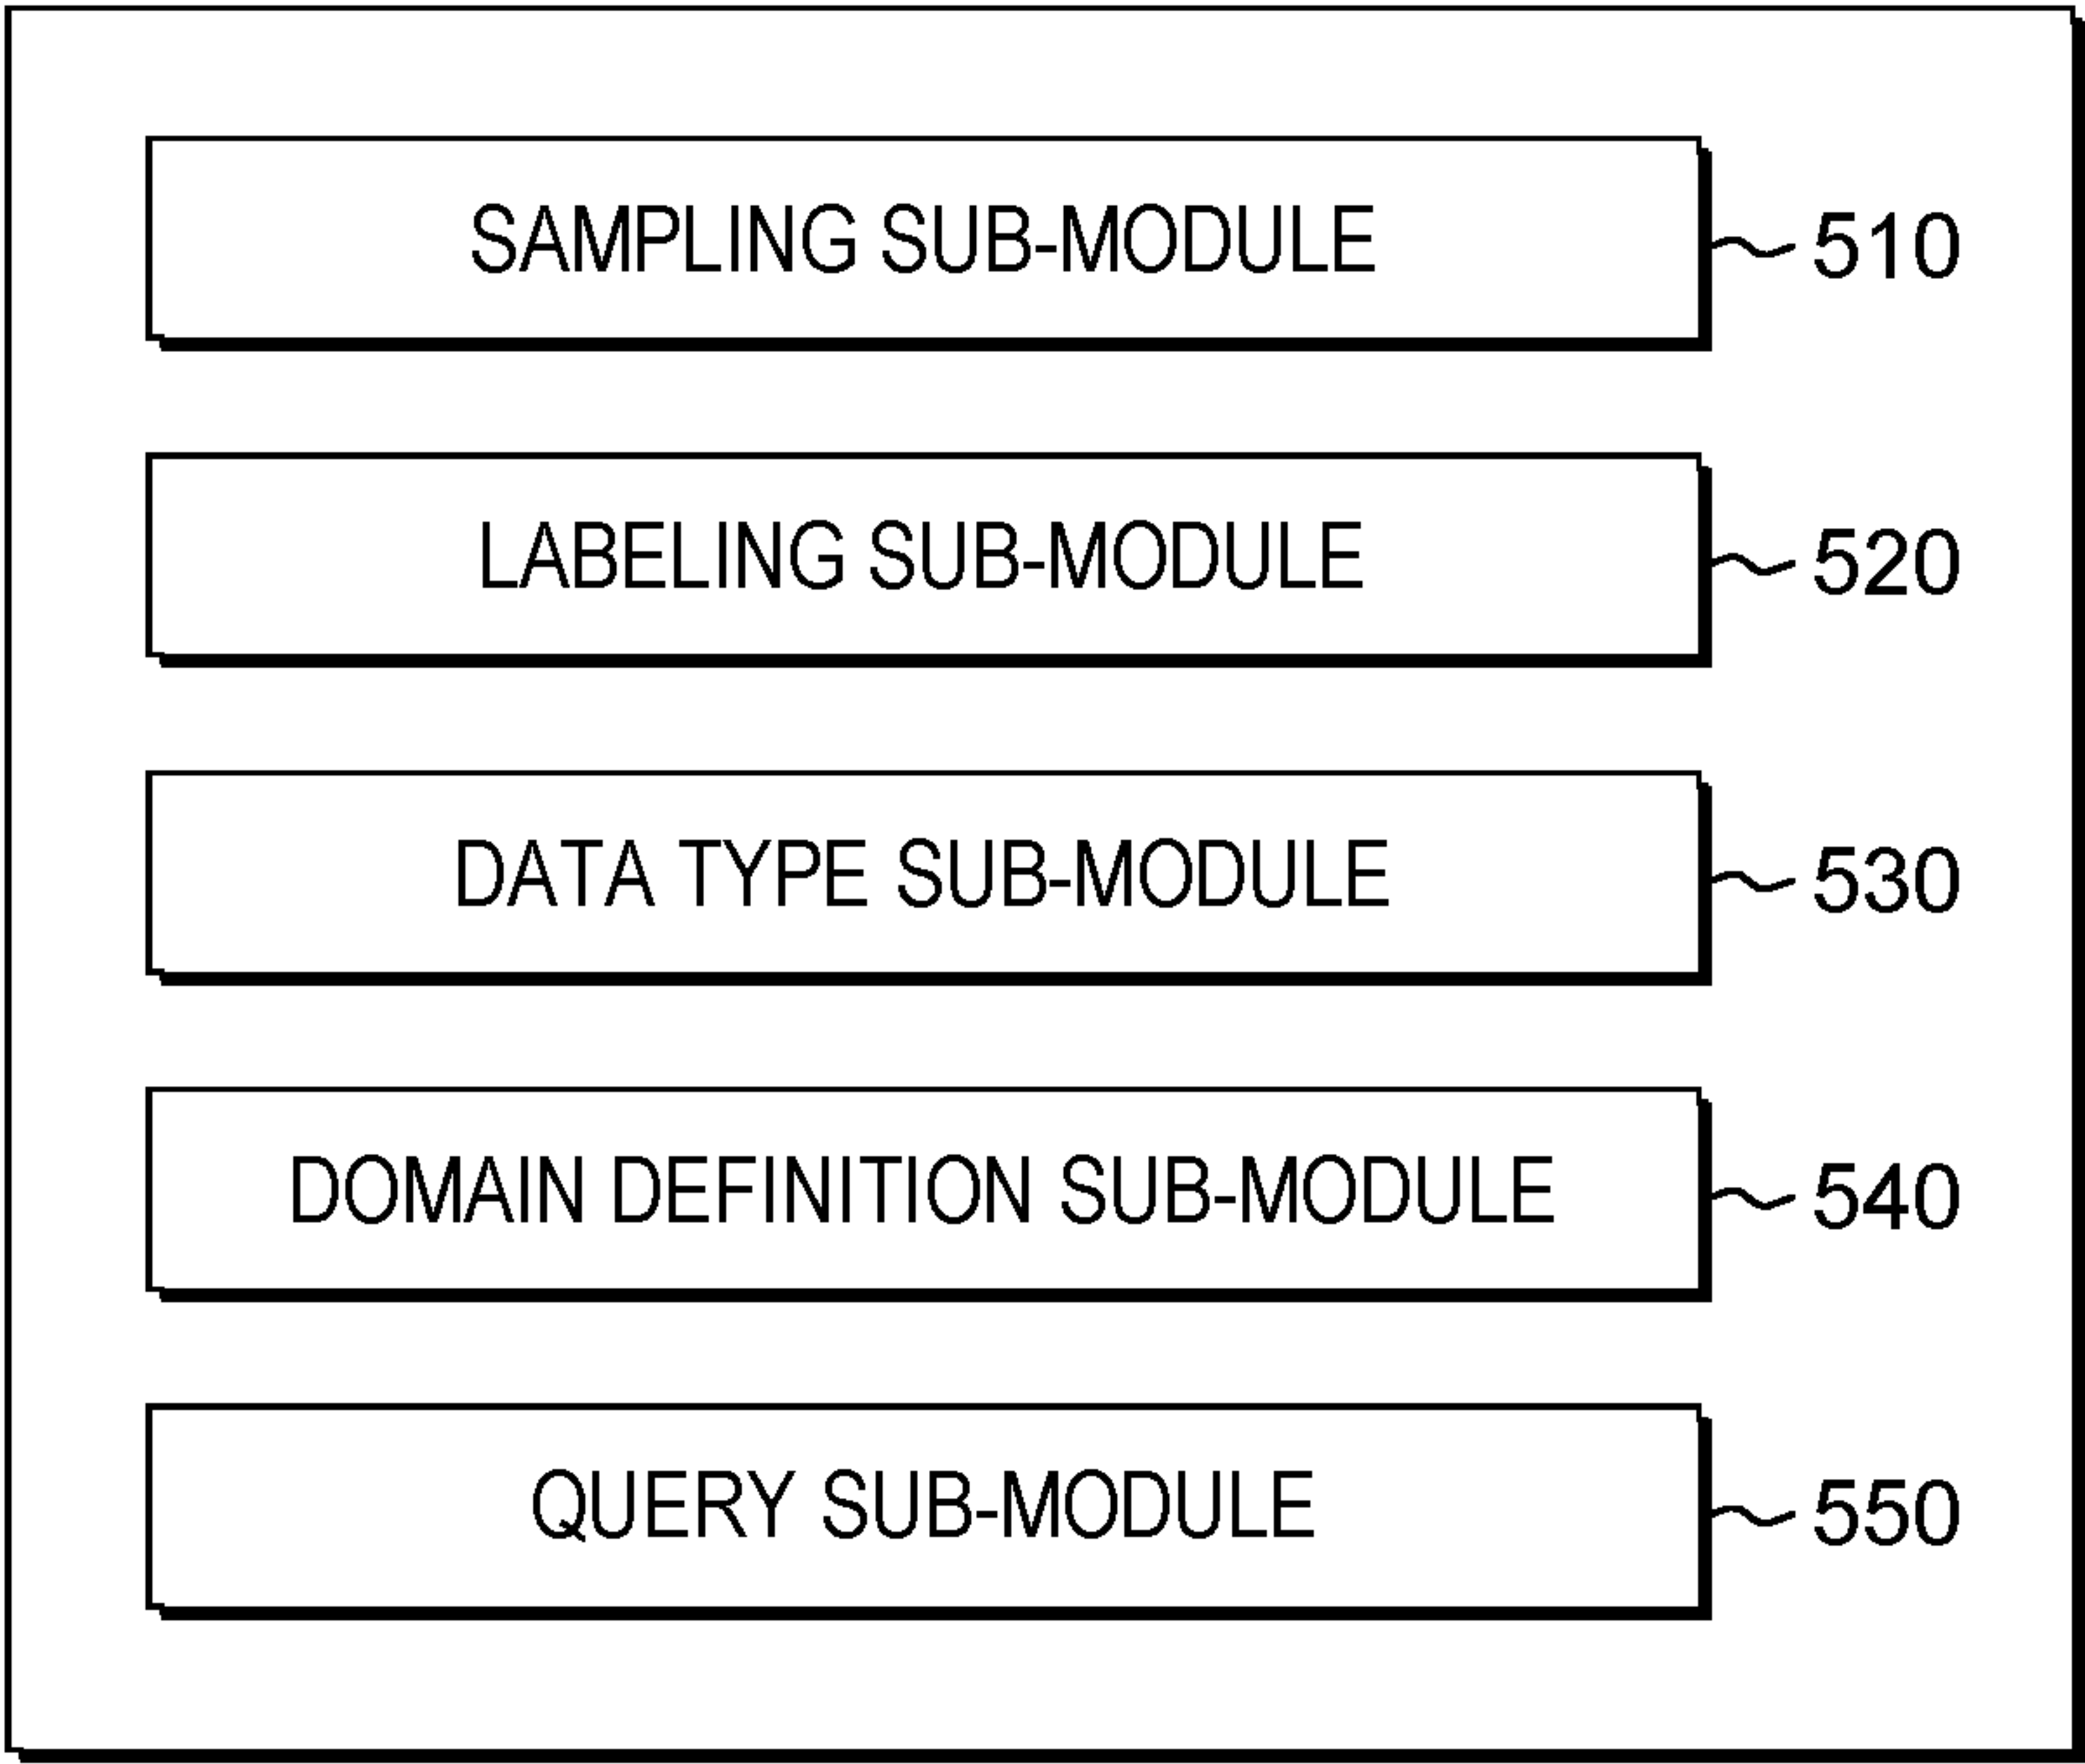 SAMPLING SUB-MODULE 510
LABELING SUB-MODULE 520
DATA TYPE SUB-MODULE 530
DOMAIN DEFINITION SUB-MODULE 540
QUERY SUB-MODULE 550